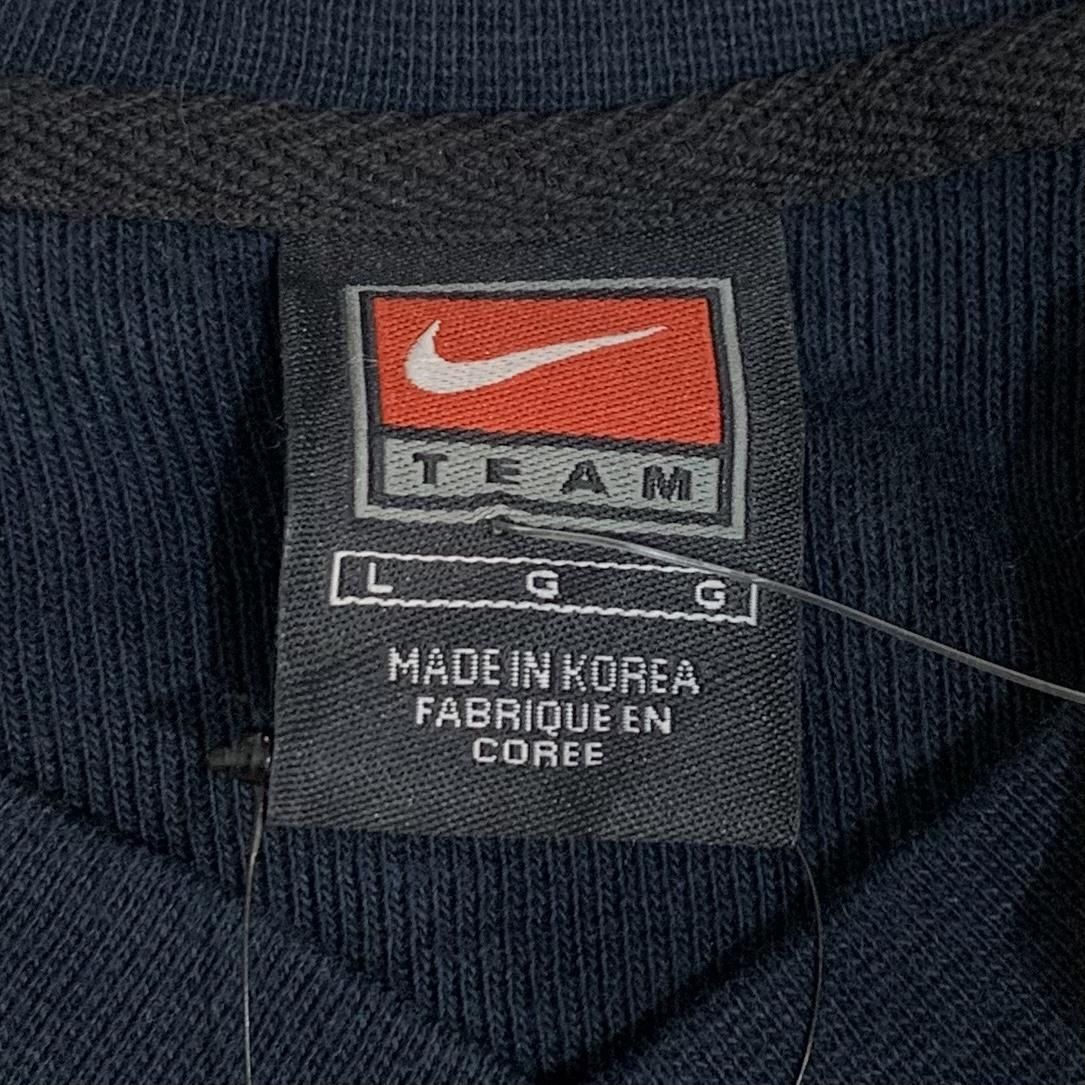 TEAM
L G G
MADE IN KOREA
FABRIQUE EN
COREE